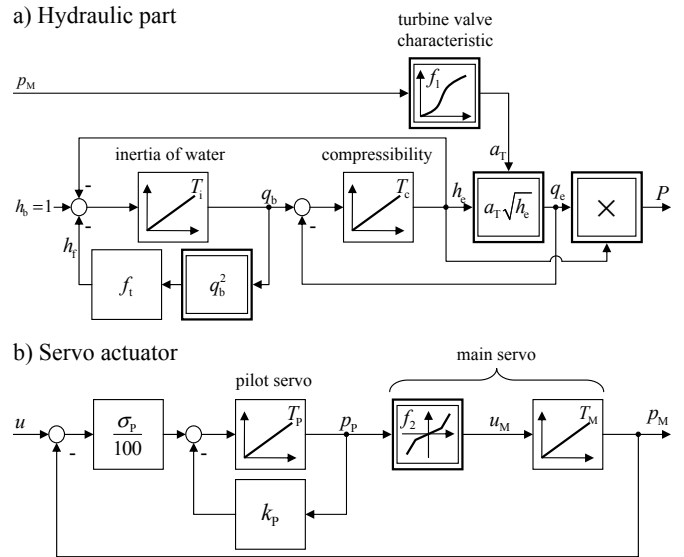 a) Hydraulic part
turbine valve
characteristic
p_M
f_1
inertia of water
compressibility
a_T
-
T_i
q_b
T_c
h_e
q_e
P
h_b = 1
-
-
a_T √h_e
×
h_f
f_t
q_b^2
b) Servo actuator
main servo
pilot servo
u
σ_P
100
T_P
p_P
f_2
u_M
T_M
p_M
-
-
k_P